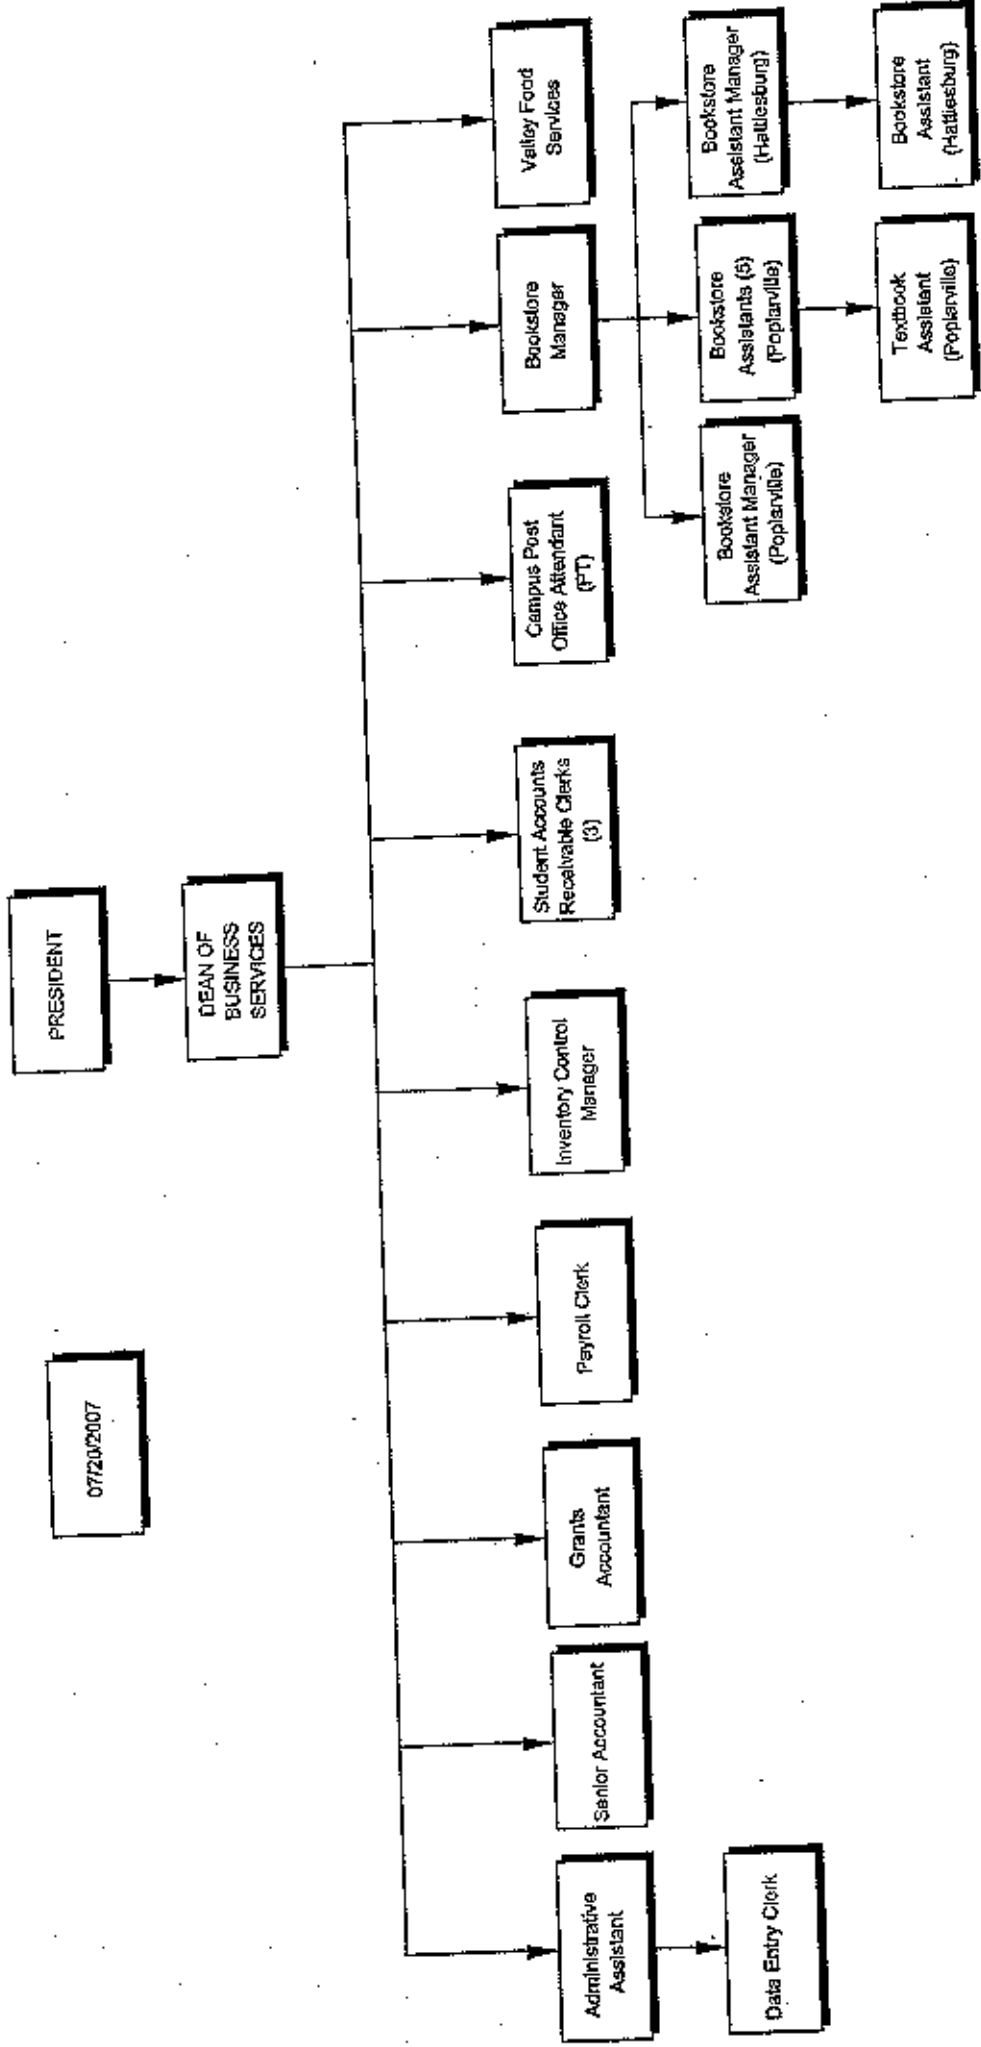 07/20/2007
PRESIDENT
DEAN OF
BUSINESS
SERVICES
Administrative
Assistant
Senior Accountant
Grants
Accountant
Payroll Clerk
Inventory Control
Manager
Student Accounts
Receivable Clerks
(3)
Campus Post
Office Attendant
(PT)
Bookstore
Manager
Valley Food
Services
Data Entry Clerk
Bookstore
Assistant Manager
(Poplarville)
Bookstore
Assistants (5)
(Poplarville)
Bookstore
Assistant Manager
(Hattiesburg)
Textbook
Assistant
(Poplarville)
Bookstore
Assistant
(Hattiesburg)